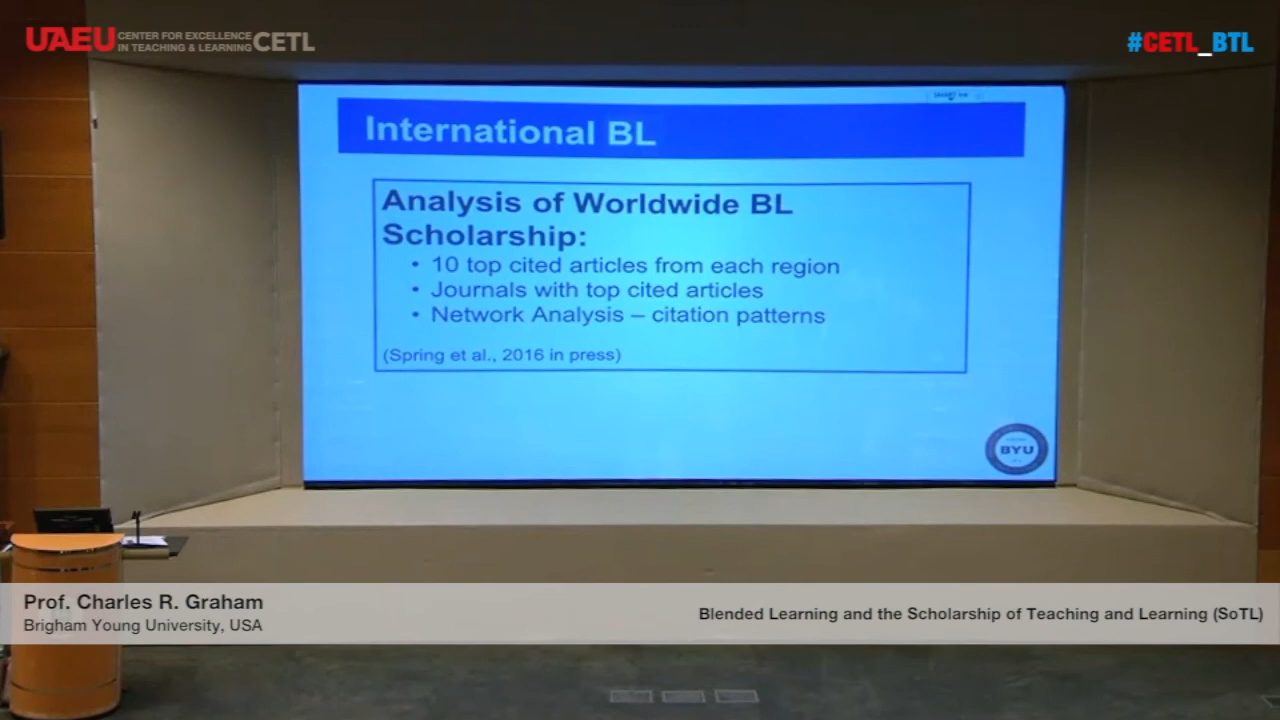 UAEU CENTER FOR EXCELLENCE
IN TEACHING & LEARNING CETL
#CETL_BTL
International BL
Analysis of Worldwide BL
Scholarship:
• 10 top cited articles from each region
• Journals with top cited articles
• Network Analysis – citation patterns
(Spring et al., 2016 in press)
BYU
Prof. Charles R. Graham
Brigham Young University, USA
Blended Learning and the Scholarship of Teaching and Learning (SoTL)